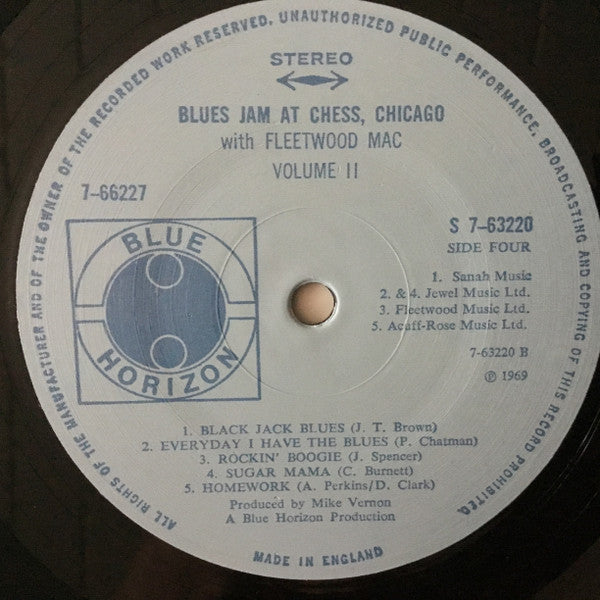 ALL RIGHTS OF THE MANUFACTURER AND OF THE OWNER OF THE RECORDED WORK RESERVED. UNAUTHORIZED PUBLIC PERFORMANCE, BROADCASTING AND COPYING OF THIS RECORD PROHIBITED.
STEREO
BLUES JAM AT CHESS, CHICAGO
with FLEETWOOD MAC
VOLUME II
7-66227
S 7-63220
SIDE FOUR
BLUE
HORIZON
1. Sanah Music
2. & 4. Jewel Music Ltd.
3. Fleetwood Music Ltd.
5. Acuff-Rose Music Ltd.
7-63220 B
℗ 1969
1. BLACK JACK BLUES (J. T. Brown)
2. EVERYDAY I HAVE THE BLUES (P. Chatman)
3. ROCKIN' BOOGIE (J. Spencer)
4. SUGAR MAMA (C. Burnett)
5. HOMEWORK (A. Perkins/D. Clark)
Produced by Mike Vernon
A Blue Horizon Production
MADE IN ENGLAND